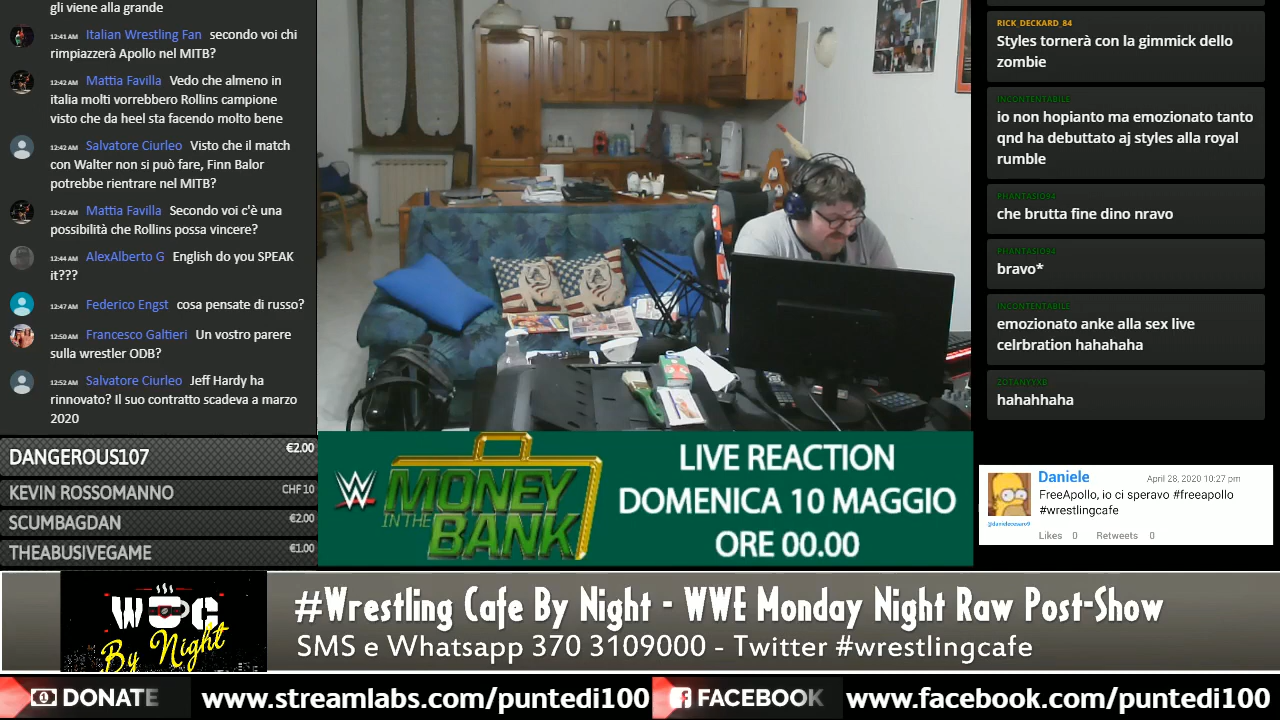 gli viene alla grande
12:41 AM Italian Wrestling Fan secondo voi chi
rimpiazzerà Apollo nel MITB?
12:42 AM Mattia Favilla Vedo che almeno in
italia molti vorrebbero Rollins campione
visto che da heel sta facendo molto bene
12:42 AM Salvatore Ciurleo Visto che il match
con Walter non si può fare, Finn Balor
potrebbe rientrare nel MITB?
12:42 AM Mattia Favilla Secondo voi c'è una
possibilità che Rollins possa vincere?
12:44 AM AlexAlberto G English do you SPEAK
it???
12:47 AM Federico Engst cosa pensate di russo?
12:50 AM Francesco Galtieri Un vostro parere
sulla wrestler ODB?
12:52 AM Salvatore Ciurleo Jeff Hardy ha
rinnovato? Il suo contratto scadeva a marzo
2020
DANGEROUS107 €2.00
KEVIN ROSSOMANNO CHF 10
SCUMBAGDAN €2.00
THEABUSIVEGAME €1.00
RICK_DECKARD_84
Styles tornerà con la gimmick dello
zombie
INCONTENTABILE
io non hopianto ma emozionato tanto
qnd ha debuttato aj styles alla royal
rumble
PHANTASIO94
che brutta fine dino nravo
PHANTASIO94
bravo*
INCONTENTABILE
emozionato anke alla sex live
celrbration hahahaha
ZOTANYYXB
hahahhaha
Daniele April 28, 2020 10:27 pm
FreeApollo, io ci speravo #freeapollo
#wrestlingcafe
Likes 0 Retweets 0
W
MONEY
IN THE
BANK
LIVE REACTION
DOMENICA 10 MAGGIO
ORE 00.00
WC
By Night
#Wrestling Cafe By Night - WWE Monday Night Raw Post-Show
SMS e Whatsapp 370 3109000 - Twitter #wrestlingcafe
DONATE www.streamlabs.com/puntedi100 FACEBOOK www.facebook.com/puntedi100